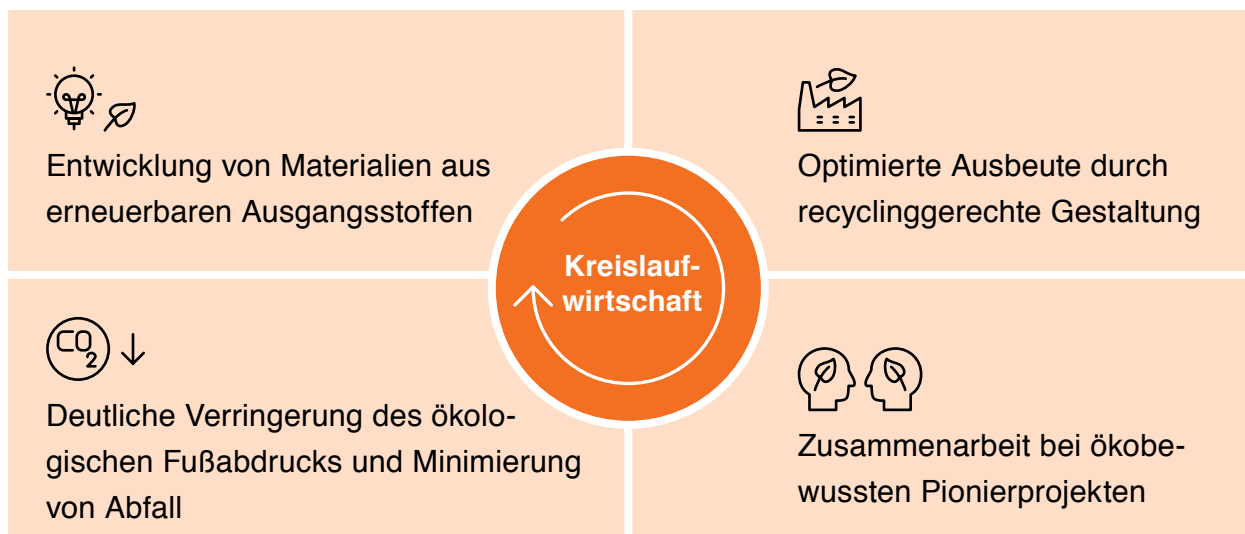 Entwicklung von Materialien aus
erneuerbaren Ausgangsstoffen
Optimierte Ausbeute durch
recyclinggerechte Gestaltung
Kreislauf-
wirtschaft
CO2
Deutliche Verringerung des ökolo-
gischen Fußabdrucks und Minimierung
von Abfall
Zusammenarbeit bei ökobe-
wussten Pionierprojekten